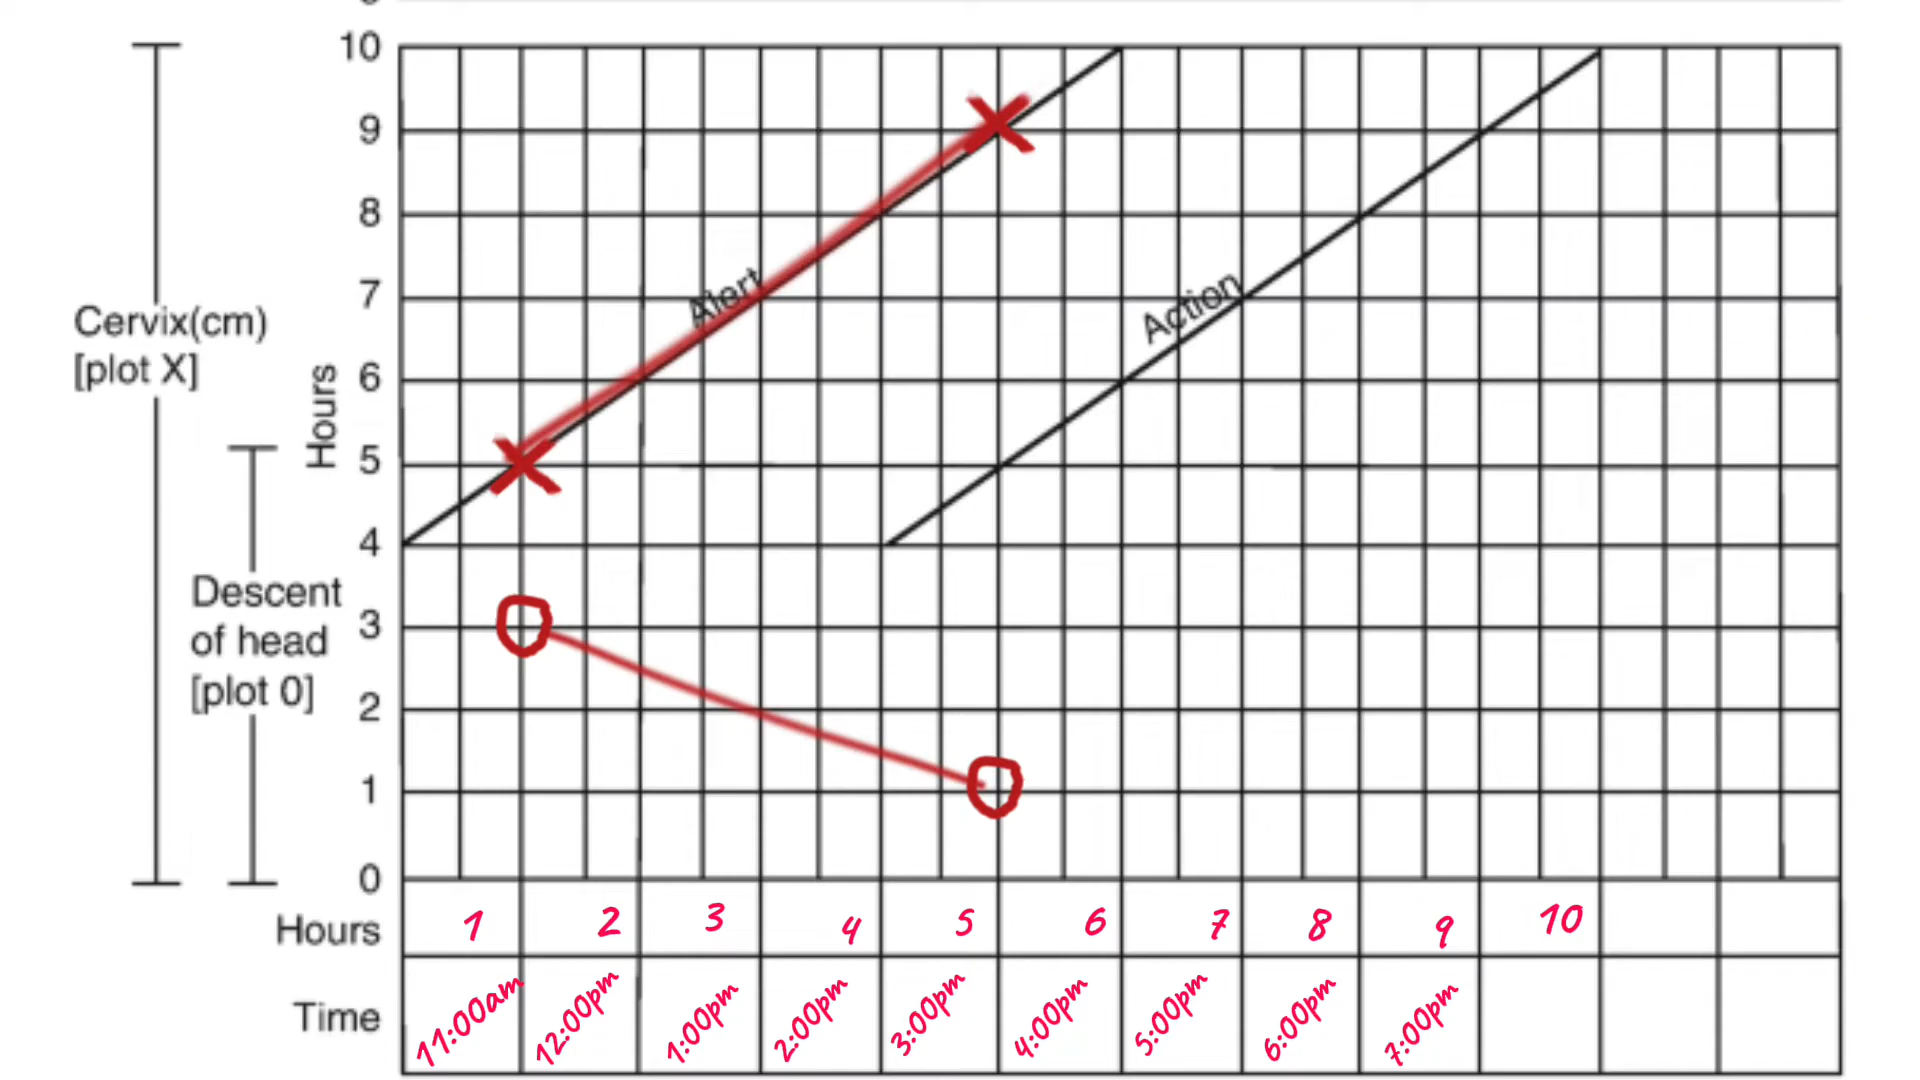 10
9
8
7
6
5
4
3
2
1
0
Cervix(cm)
[plot X]
Hours
Descent
of head
[plot 0]
Alert
Action
Hours 1 2 3 4 5 6 7 8 9 10
Time 11:00am 12:00pm 1:00pm 2:00pm 3:00pm 4:00pm 5:00pm 6:00pm 7:00pm